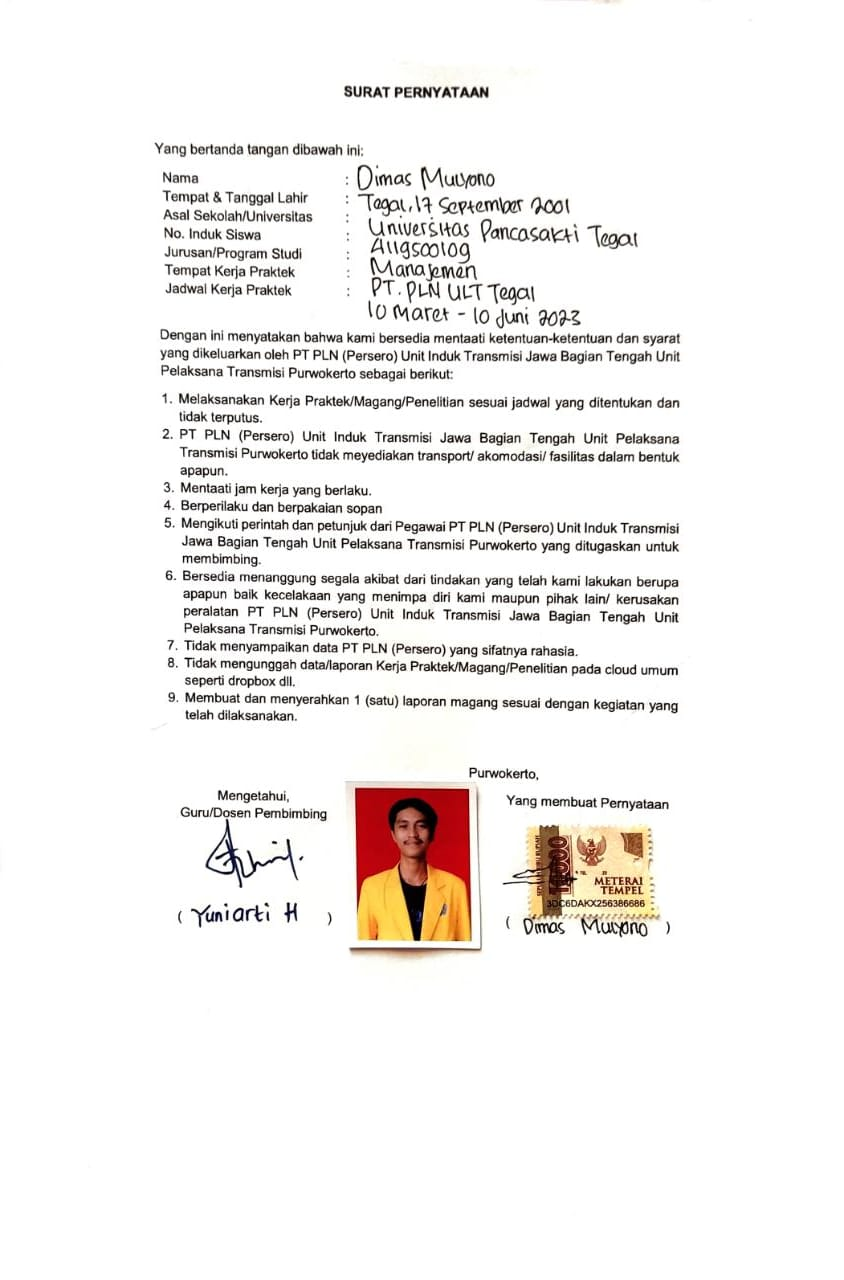 SURAT PERNYATAAN
Yang bertanda tangan dibawah ini:
Nama : Dimas Mulyono
Tempat & Tanggal Lahir : Tegal, 17 September 2001
Asal Sekolah/Universitas : Universitas Pancasakti Tegal
No. Induk Siswa : A119500109
Jurusan/Program Studi : Manajemen
Tempat Kerja Praktek : PT. PLN ULT Tegal
Jadwal Kerja Praktek : 10 Maret - 10 Juni 2023
Dengan ini menyatakan bahwa kami bersedia mentaati ketentuan-ketentuan dan syarat
yang dikeluarkan oleh PT PLN (Persero) Unit Induk Transmisi Jawa Bagian Tengah Unit
Pelaksana Transmisi Purwokerto sebagai berikut:
1. Melaksanakan Kerja Praktek/Magang/Penelitian sesuai jadwal yang ditentukan dan
tidak terputus.
2. PT PLN (Persero) Unit Induk Transmisi Jawa Bagian Tengah Unit Pelaksana
Transmisi Purwokerto tidak meyediakan transport/ akomodasi/ fasilitas dalam bentuk
apapun.
3. Mentaati jam kerja yang berlaku.
4. Berperilaku dan berpakaian sopan
5. Mengikuti perintah dan petunjuk dari Pegawai PT PLN (Persero) Unit Induk Transmisi
Jawa Bagian Tengah Unit Pelaksana Transmisi Purwokerto yang ditugaskan untuk
membimbing.
6. Bersedia menanggung segala akibat dari tindakan yang telah kami lakukan berupa
apapun baik kecelakaan yang menimpa diri kami maupun pihak lain/ kerusakan
peralatan PT PLN (Persero) Unit Induk Transmisi Jawa Bagian Tengah Unit
Pelaksana Transmisi Purwokerto.
7. Tidak menyampaikan data PT PLN (Persero) yang sifatnya rahasia.
8. Tidak mengunggah data/laporan Kerja Praktek/Magang/Penelitian pada cloud umum
seperti dropbox dll.
9. Membuat dan menyerahkan 1 (satu) laporan magang sesuai dengan kegiatan yang
telah dilaksanakan.
Purwokerto,
Mengetahui,
Guru/Dosen Pembimbing
( Yuniarti H )
Yang membuat Pernyataan
10000
METERAI
TEMPEL
3DC6DAKX256386686
( Dimas Mulyono )